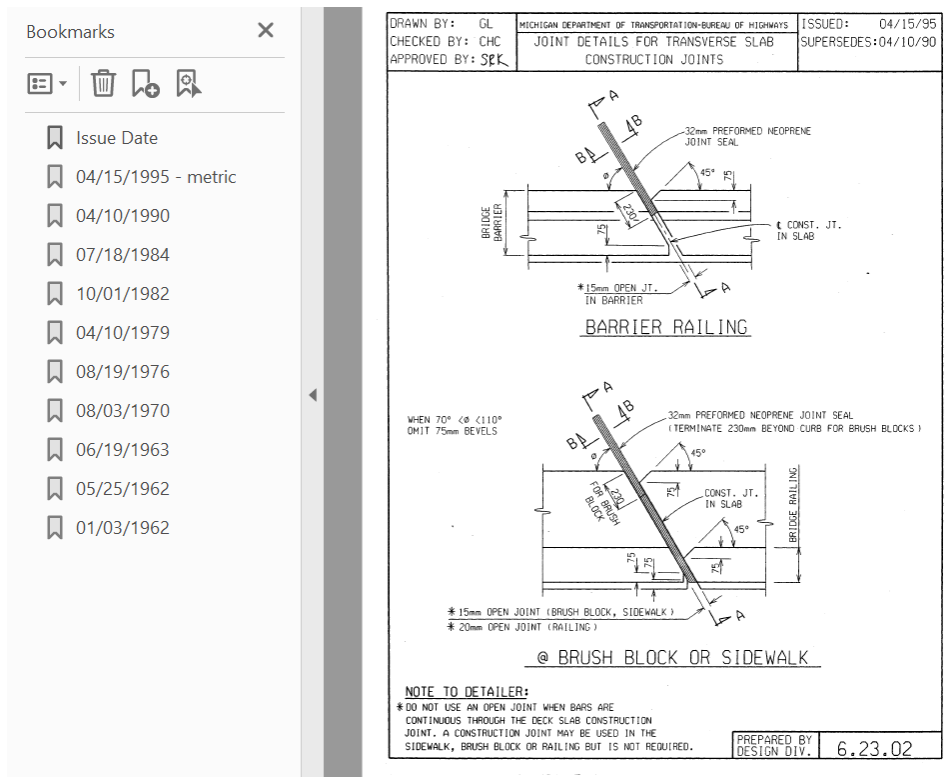 Bookmarks
Issue Date
04/15/1995 - metric
04/10/1990
07/18/1984
10/01/1982
04/10/1979
08/19/1976
08/03/1970
06/19/1963
05/25/1962
01/03/1962
DRAWN BY: GL
CHECKED BY: CHC
APPROVED BY: SRK
MICHIGAN DEPARTMENT OF TRANSPORTATION-BUREAU OF HIGHWAYS
JOINT DETAILS FOR TRANSVERSE SLAB
CONSTRUCTION JOINTS
ISSUED: 04/15/95
SUPERSEDES:04/10/90
A
B
32mm PREFORMED NEOPRENE
JOINT SEAL
B
ø
45°
75
230
BRIDGE
BARRIER
75
℄ CONST. JT.
IN SLAB
*15mm OPEN JT.
IN BARRIER
A
BARRIER RAILING
A
B
WHEN 70° <ø <110°
OMIT 75mm BEVELS
32mm PREFORMED NEOPRENE JOINT SEAL
(TERMINATE 230mm BEYOND CURB FOR BRUSH BLOCKS)
B
ø
45°
75
230
FOR BRUSH
BLOCK
CONST. JT.
IN SLAB
BRIDGE RAILING
45°
75
75
75
*15mm OPEN JOINT (BRUSH BLOCK, SIDEWALK)
*20mm OPEN JOINT (RAILING)
A
@ BRUSH BLOCK OR SIDEWALK
NOTE TO DETAILER:
*DO NOT USE AN OPEN JOINT WHEN BARS ARE
CONTINUOUS THROUGH THE DECK SLAB CONSTRUCTION
JOINT. A CONSTRUCTION JOINT MAY BE USED IN THE
SIDEWALK, BRUSH BLOCK OR RAILING BUT IS NOT REQUIRED.
PREPARED BY
DESIGN DIV.
6.23.02